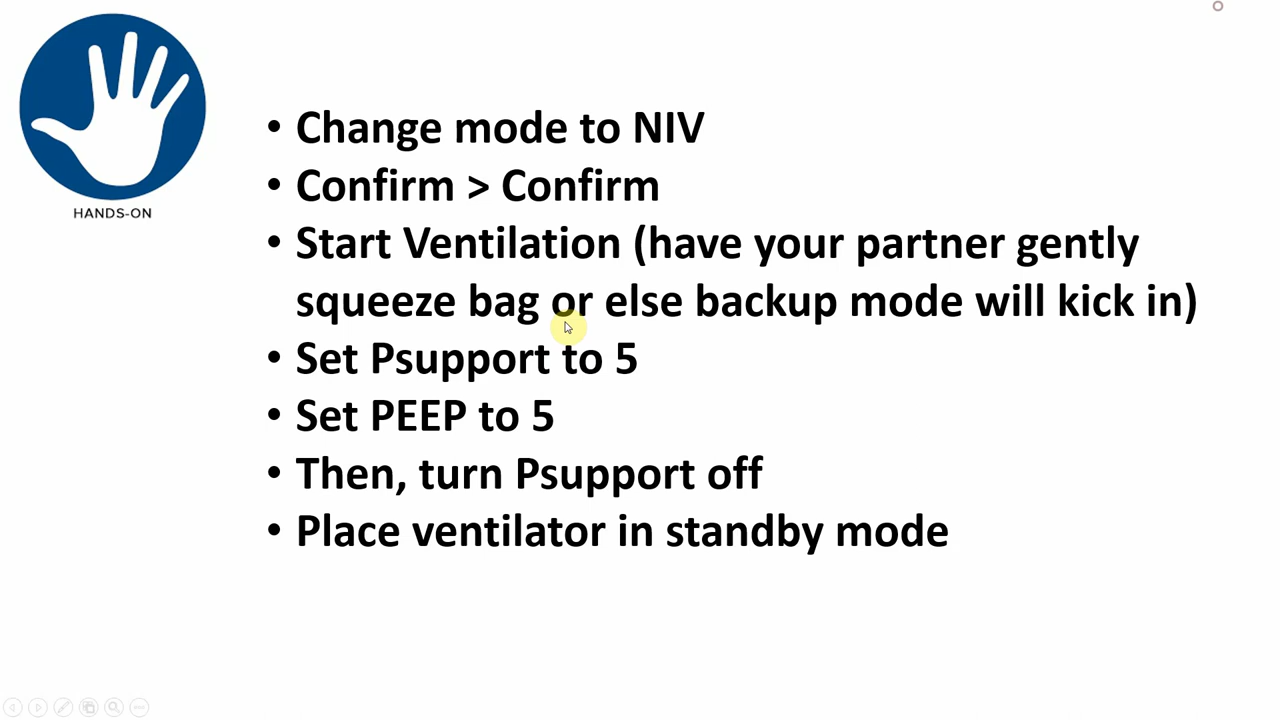 HANDS-ON
• Change mode to NIV
• Confirm > Confirm
• Start Ventilation (have your partner gently
squeeze bag or else backup mode will kick in)
• Set Psupport to 5
• Set PEEP to 5
• Then, turn Psupport off
• Place ventilator in standby mode